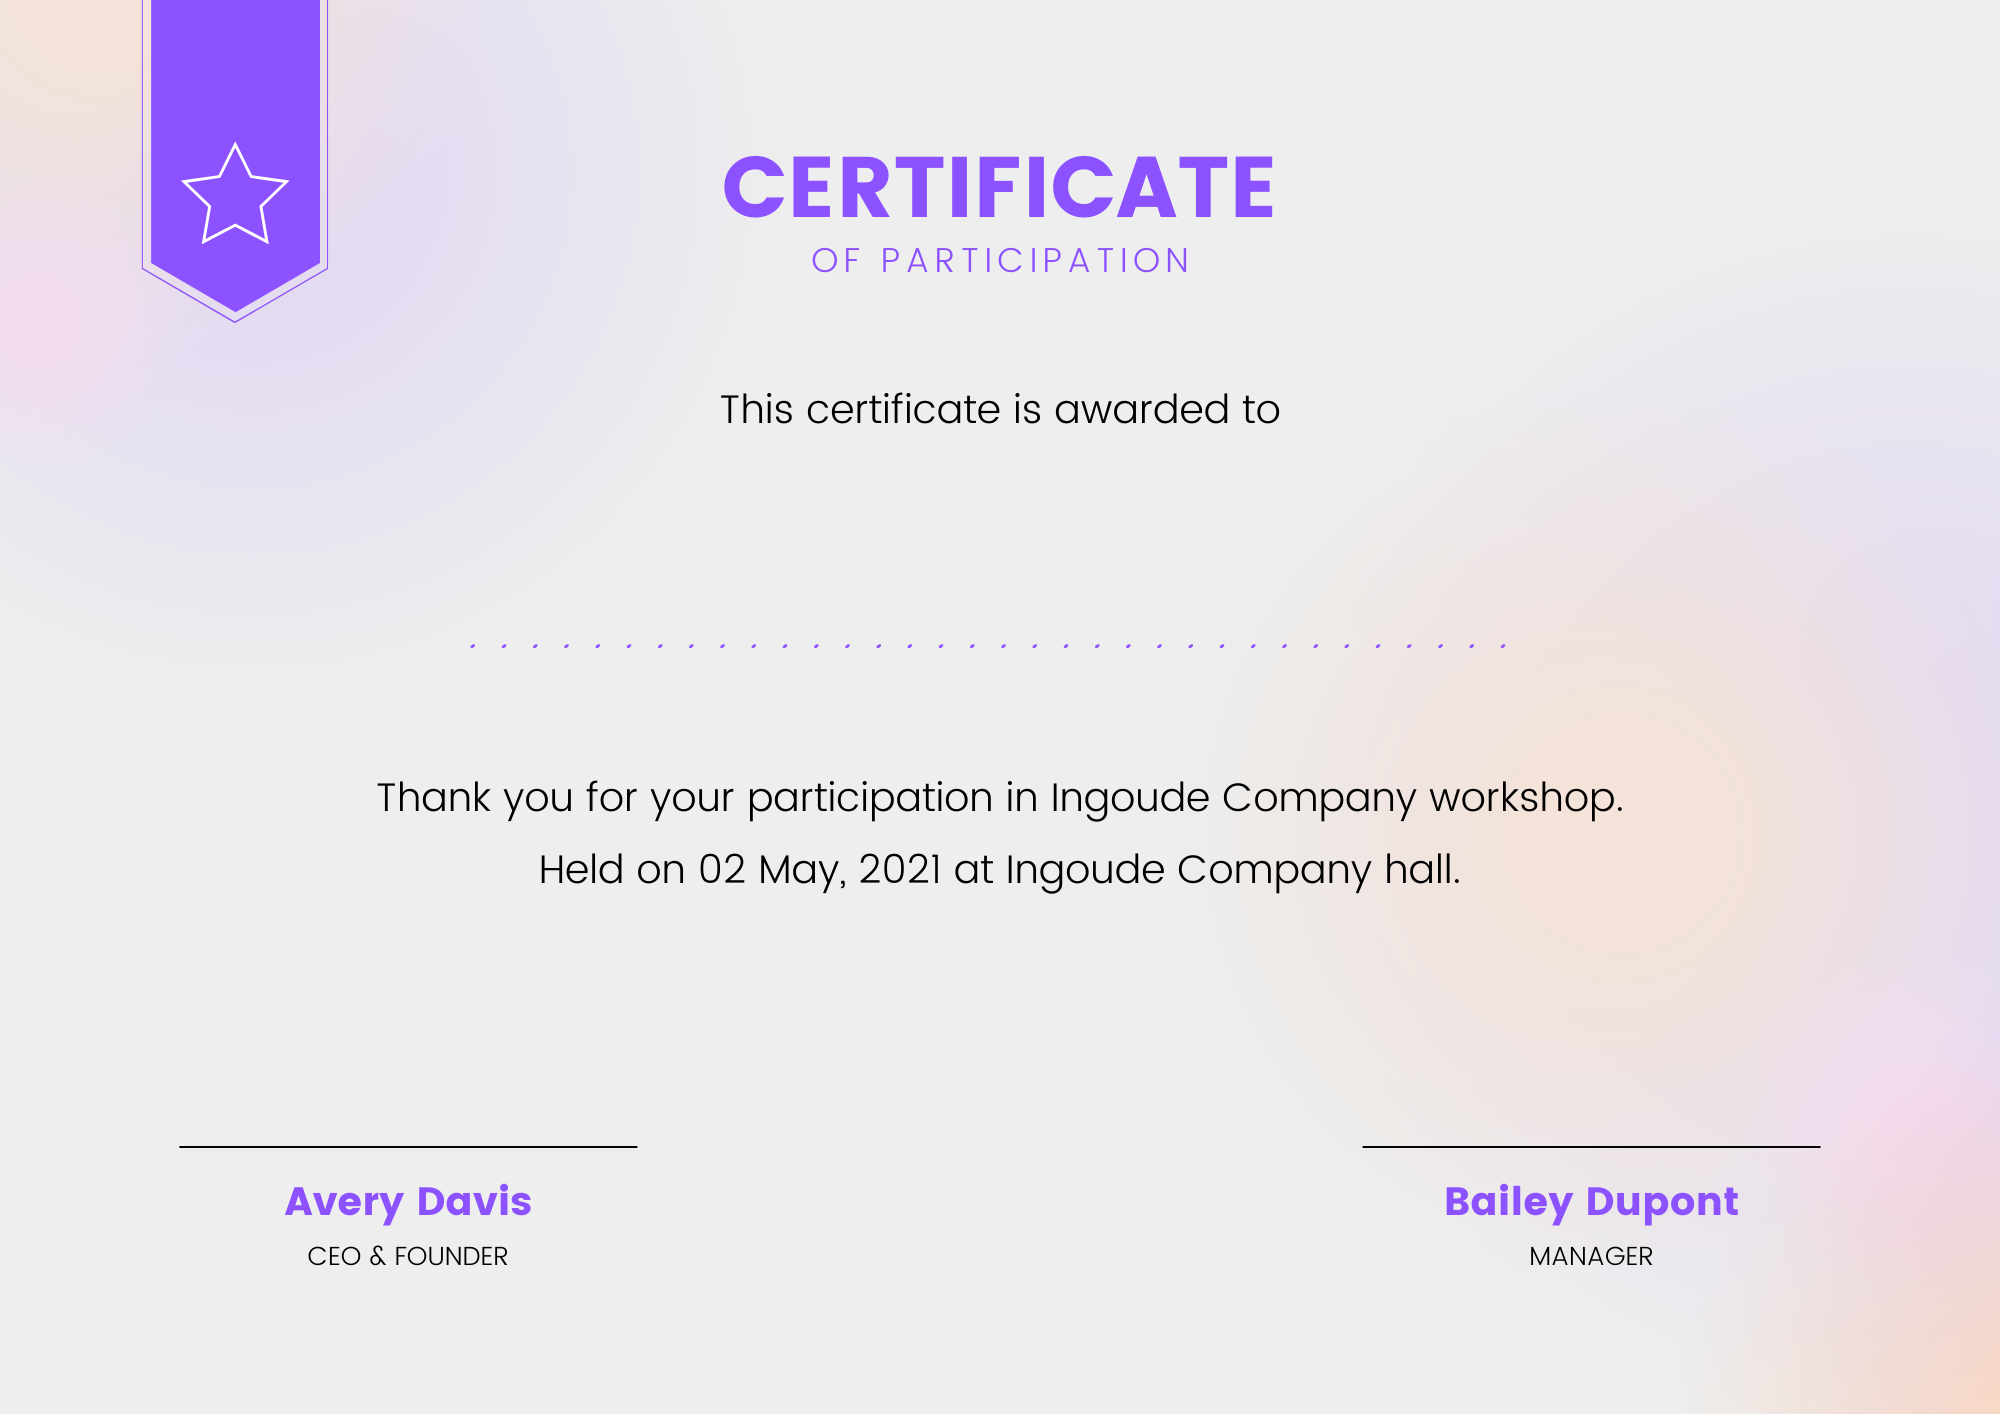 CERTIFICATE
OF PARTICIPATION
This certificate is awarded to
Thank you for your participation in Ingoude Company workshop.
Held on 02 May, 2021 at Ingoude Company hall.
Avery Davis
CEO & FOUNDER
Bailey Dupont
MANAGER